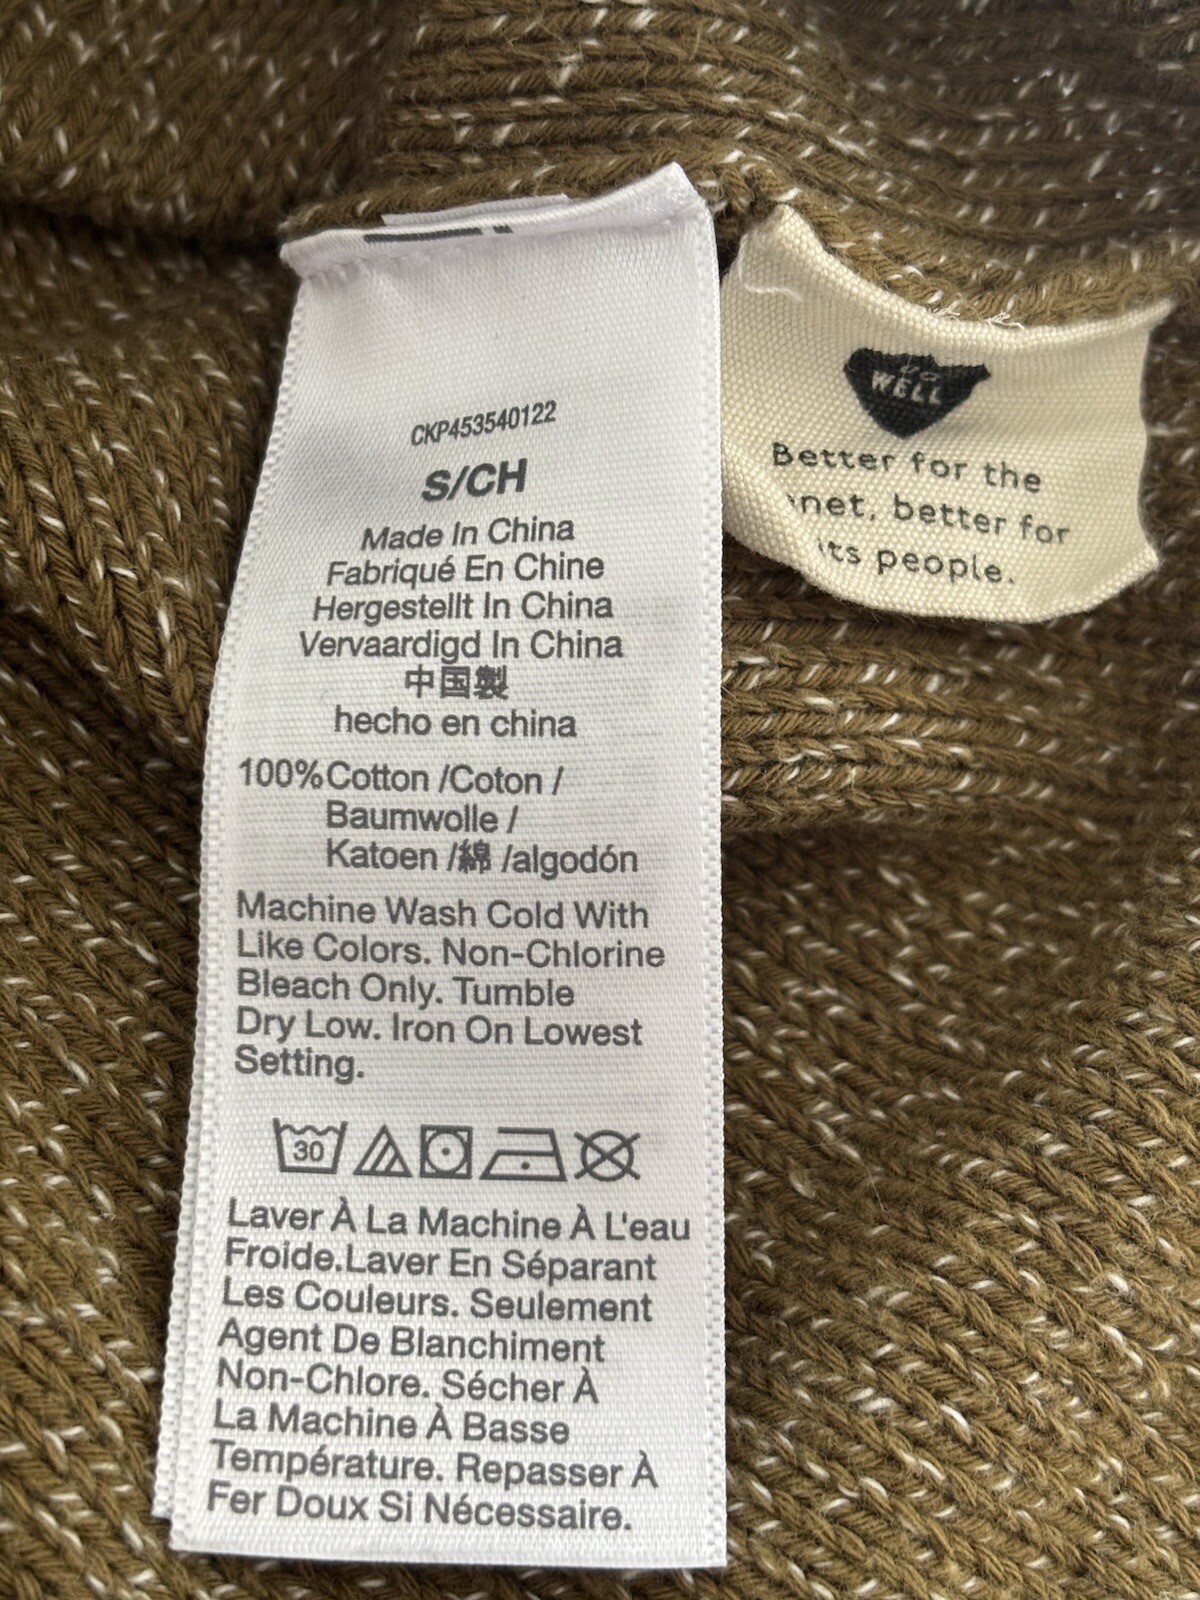 CKP453540122
S/CH
Made In China
Fabriqué En Chine
Hergestellt In China
Vervaardigd In China
中国製
hecho en china
100%Cotton /Coton /
Baumwolle /
Katoen /綿 /algodón
Machine Wash Cold With
Like Colors. Non-Chlorine
Bleach Only. Tumble
Dry Low. Iron On Lowest
Setting.
30
Laver À La Machine À L'eau
Froide.Laver En Séparant
Les Couleurs. Seulement
Agent De Blanchiment
Non-Chlore. Sécher À
La Machine À Basse
Température. Repasser À
Fer Doux Si Nécessaire.
do
WELL
Better for the
net, better for
its people.